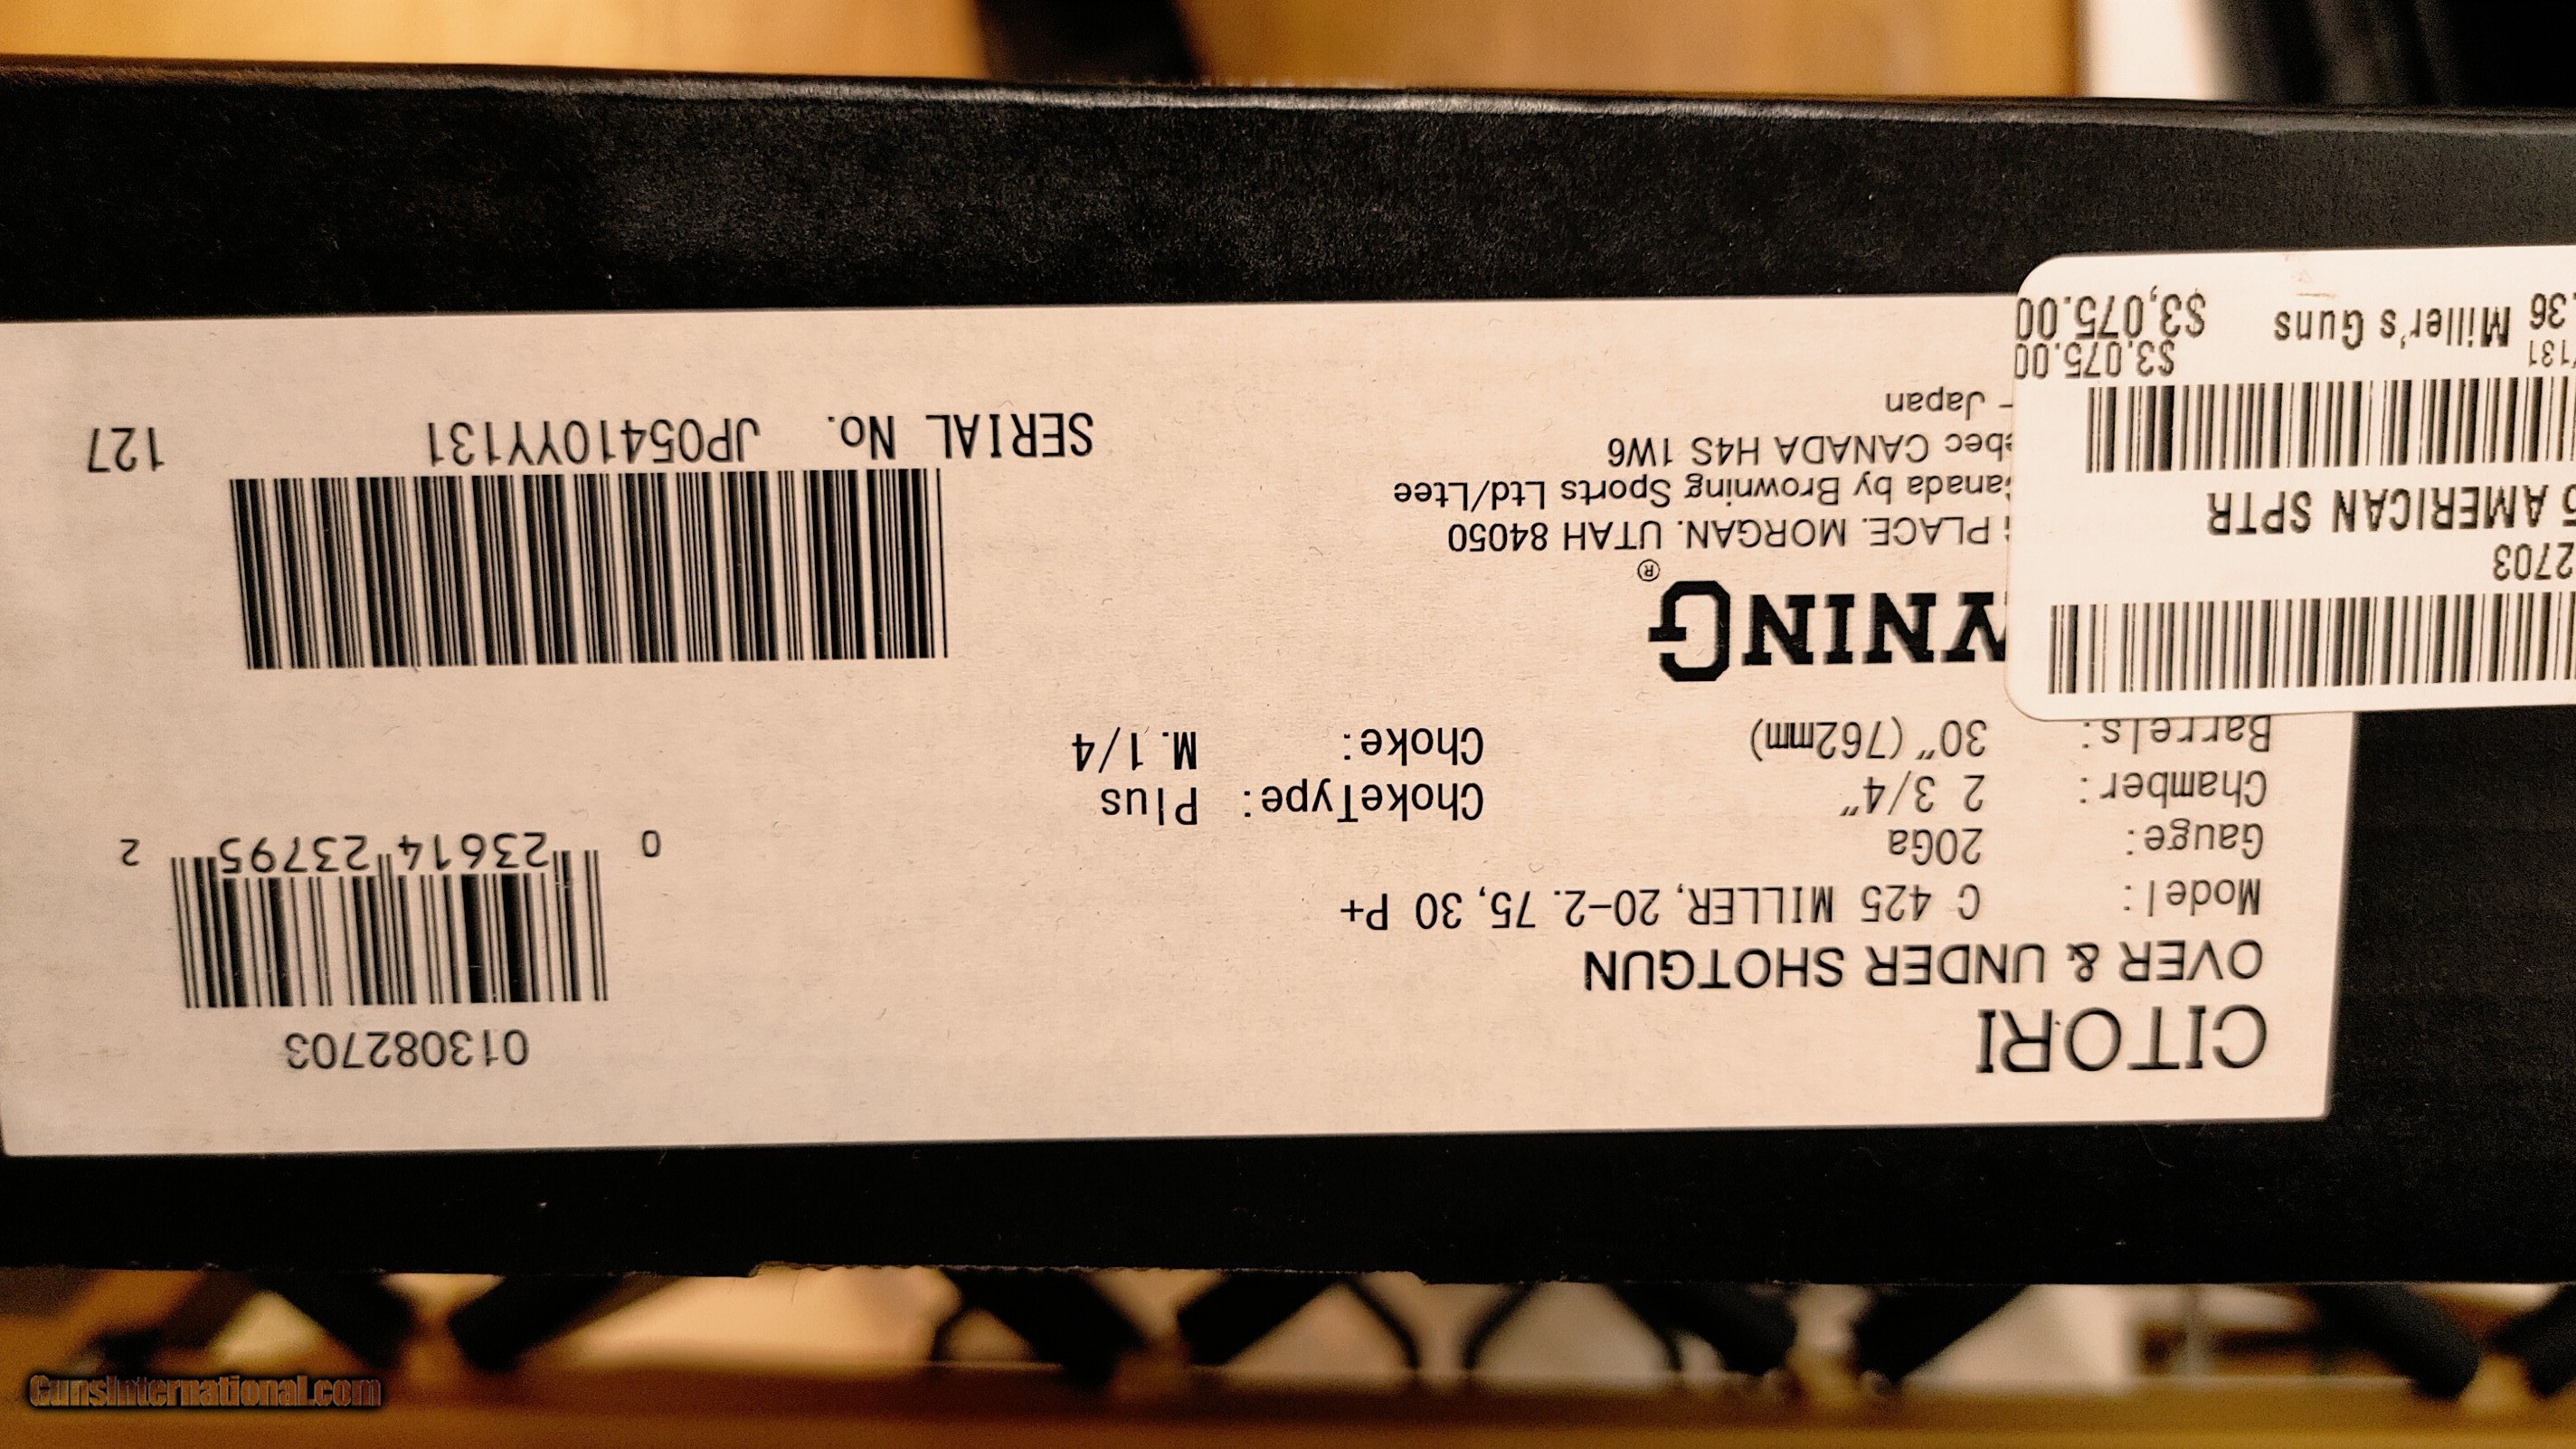 CITORI
OVER & UNDER SHOTGUN
Model: C 425 MILLER, 20-2.75, 30 P+
Gauge: 20Ga
Chamber: 2 3/4"
Barrels: 30"(762mm)
ChokeType: Plus
Choke: M.1/4
013082703
0 23614 23795 2
WNING®
PLACE. MORGAN. UTAH 84050
anada by Browning Sports Ltd/Ltee
ebec CANADA H4S 1W6
- Japan
SERIAL No. JP05410YY131
127
2703
5 AMERICAN SPTR
131 $3,075.00
.36 Miller's Guns $3,075.00
GunsInternational.com